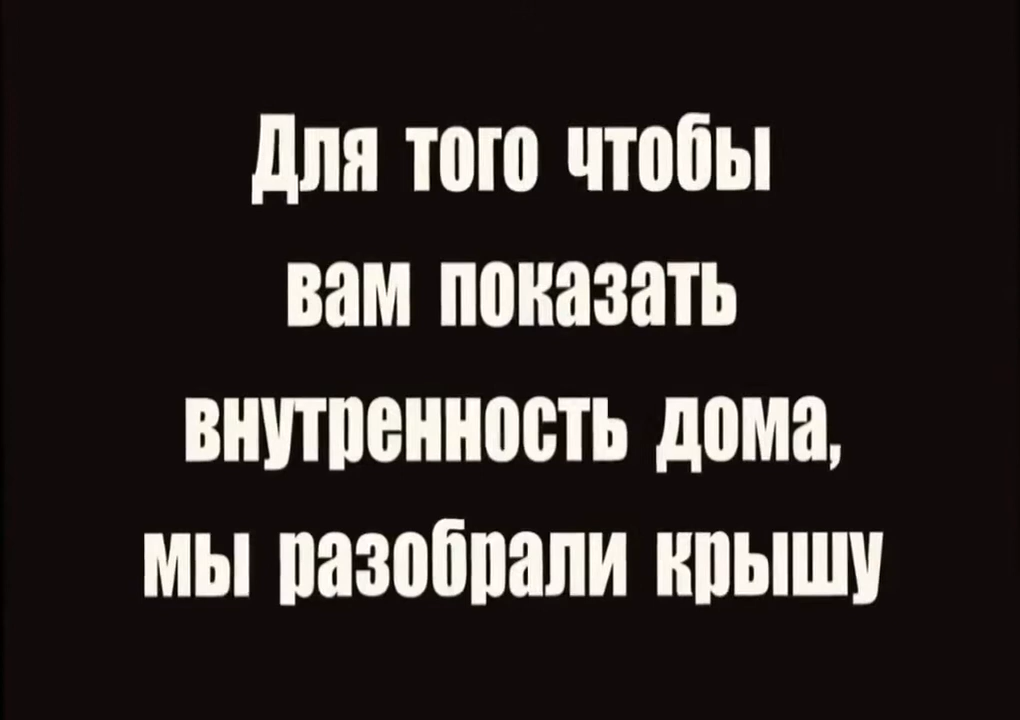 Для того чтобы
вам показать
внутренность дома,
мы разобрали крышу